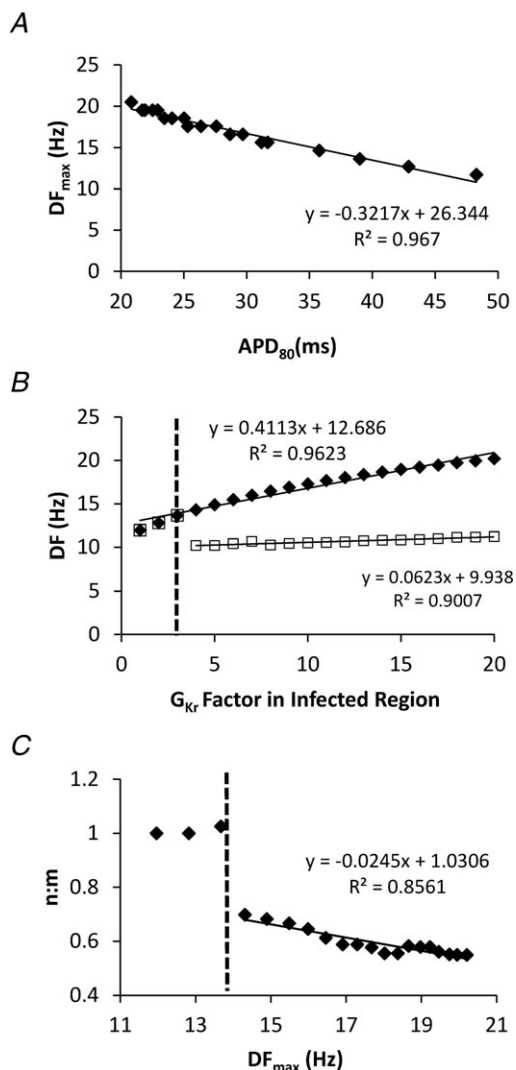 A
25
20
15
10
5
0
DFmax (Hz)
y = -0.3217x + 26.344
R² = 0.967
20 25 30 35 40 45 50
APD80(ms)
B
25
20
15
10
5
0
DF (Hz)
y = 0.4113x + 12.686
R² = 0.9623
y = 0.0623x + 9.938
R² = 0.9007
0 5 10 15 20
GKr Factor in Infected Region
C
1.2
1
0.8
0.6
0.4
n:m
y = -0.0245x + 1.0306
R² = 0.8561
11 13 15 17 19 21
DFmax (Hz)